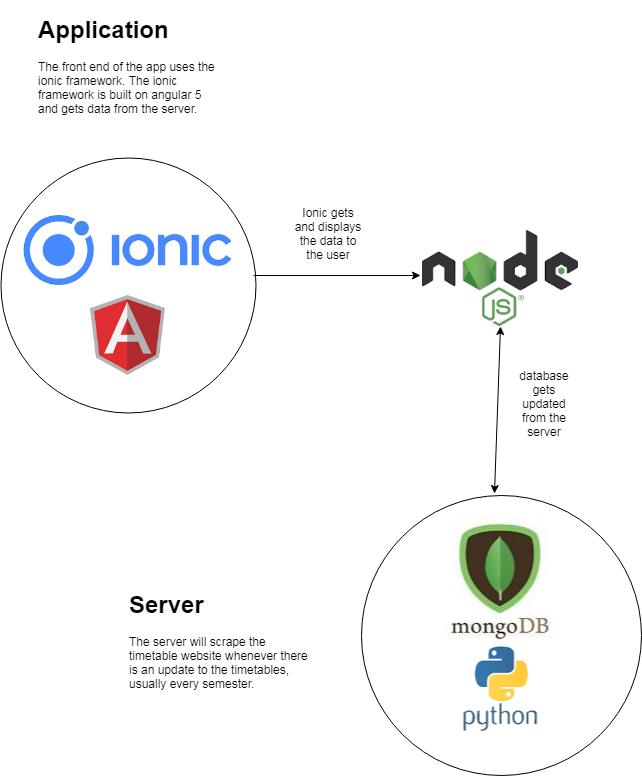 Application
The front end of the app uses the
ionic framework. The ionic
framework is built on angular 5
and gets data from the server.
IONIC
A
Ionic gets
and displays
the data to
the user
node
JS®
database
gets
updated
from the
server
mongoDB
Server
The server will scrape the
timetable website whenever there
is an update to the timetables,
usually every semester.
python